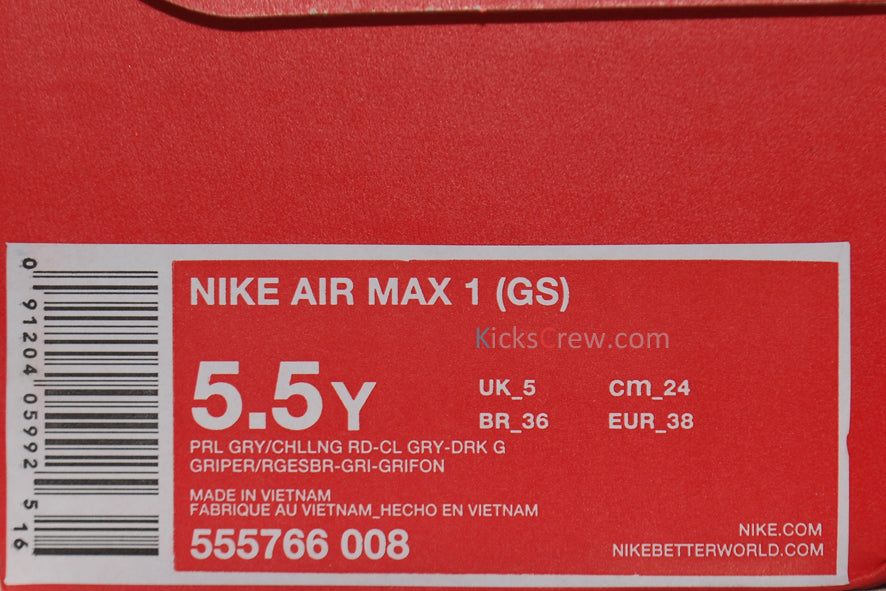 NIKE AIR MAX 1 (GS)
KicksCrew.com
5.5Y
UK_5 cm_24
BR_36 EUR_38
PRL GRY/CHLLNG RD-CL GRY-DRK G
GRIPER/RGESBR-GRI-GRIFON
MADE IN VIETNAM
FABRIQUE AU VIETNAM_HECHO EN VIETNAM
555766 008
NIKE.COM
NIKEBETTERWORLD.COM
0 91204 05992 5 16